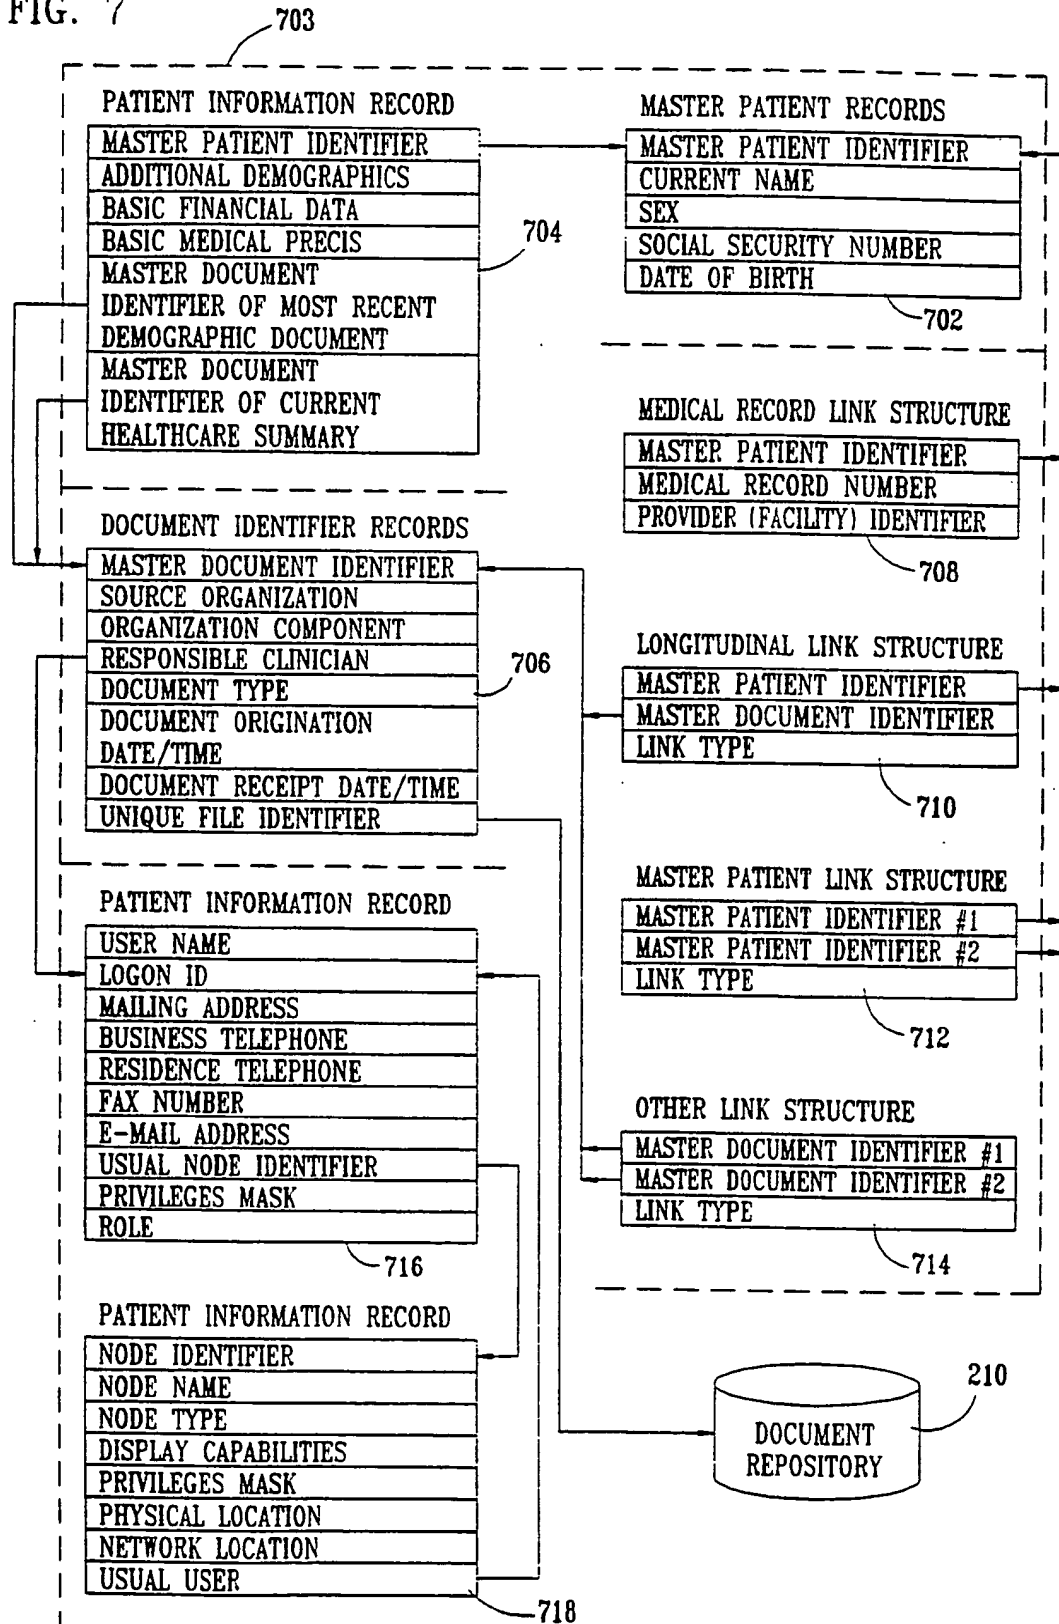 FIG. 7
703
PATIENT INFORMATION RECORD
MASTER PATIENT IDENTIFIER
ADDITIONAL DEMOGRAPHICS
BASIC FINANCIAL DATA
BASIC MEDICAL PRECIS
MASTER DOCUMENT
IDENTIFIER OF MOST RECENT
DEMOGRAPHIC DOCUMENT
MASTER DOCUMENT
IDENTIFIER OF CURRENT
HEALTHCARE SUMMARY
704
MASTER PATIENT RECORDS
MASTER PATIENT IDENTIFIER
CURRENT NAME
SEX
SOCIAL SECURITY NUMBER
DATE OF BIRTH
702
DOCUMENT IDENTIFIER RECORDS
MASTER DOCUMENT IDENTIFIER
SOURCE ORGANIZATION
ORGANIZATION COMPONENT
RESPONSIBLE CLINICIAN
DOCUMENT TYPE
DOCUMENT ORIGINATION
DATE/TIME
DOCUMENT RECEIPT DATE/TIME
UNIQUE FILE IDENTIFIER
706
MEDICAL RECORD LINK STRUCTURE
MASTER PATIENT IDENTIFIER
MEDICAL RECORD NUMBER
PROVIDER (FACILITY) IDENTIFIER
708
LONGITUDINAL LINK STRUCTURE
MASTER PATIENT IDENTIFIER
MASTER DOCUMENT IDENTIFIER
LINK TYPE
710
PATIENT INFORMATION RECORD
USER NAME
LOGON ID
MAILING ADDRESS
BUSINESS TELEPHONE
RESIDENCE TELEPHONE
FAX NUMBER
E-MAIL ADDRESS
USUAL NODE IDENTIFIER
PRIVILEGES MASK
ROLE
716
MASTER PATIENT LINK STRUCTURE
MASTER PATIENT IDENTIFIER #1
MASTER PATIENT IDENTIFIER #2
LINK TYPE
712
OTHER LINK STRUCTURE
MASTER DOCUMENT IDENTIFIER #1
MASTER DOCUMENT IDENTIFIER #2
LINK TYPE
714
PATIENT INFORMATION RECORD
NODE IDENTIFIER
NODE NAME
NODE TYPE
DISPLAY CAPABILITIES
PRIVILEGES MASK
PHYSICAL LOCATION
NETWORK LOCATION
USUAL USER
718
210
DOCUMENT
REPOSITORY